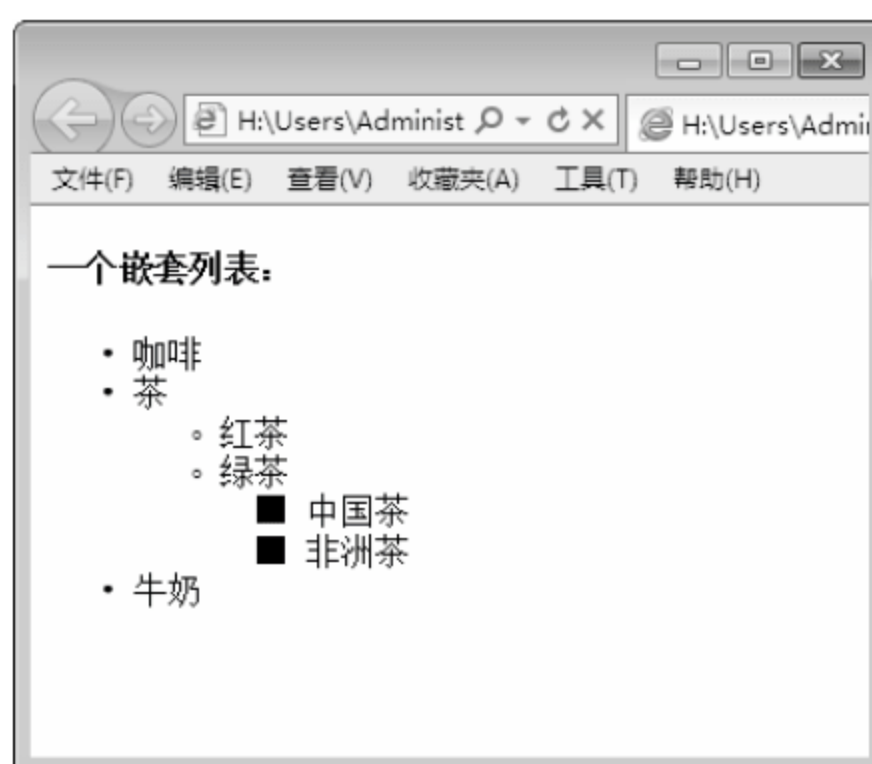 H:\Users\Administ
H:\Users\Admi
文件(F) 编辑(E) 查看(V) 收藏夹(A) 工具(T) 帮助(H)
一个嵌套列表：
• 咖啡
• 茶
◦ 红茶
◦ 绿茶
■ 中国茶
■ 非洲茶
• 牛奶